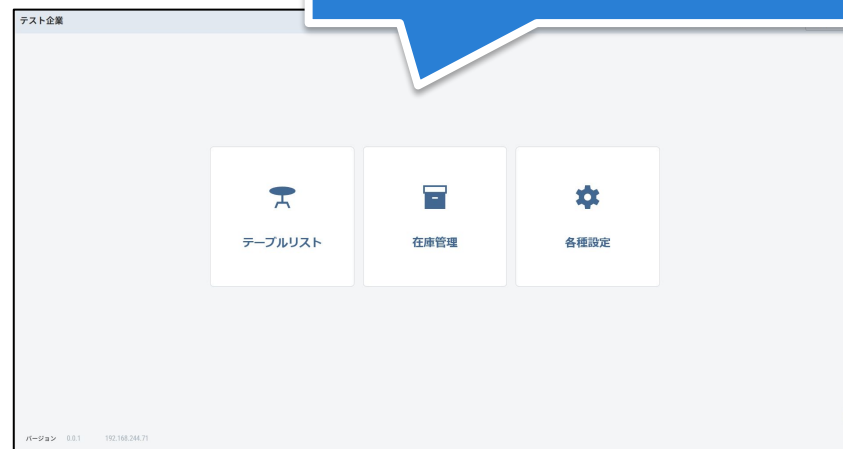 テスト企業
テーブルリスト
在庫管理
各種設定
バージョン 0.0.1 192.168.244.71